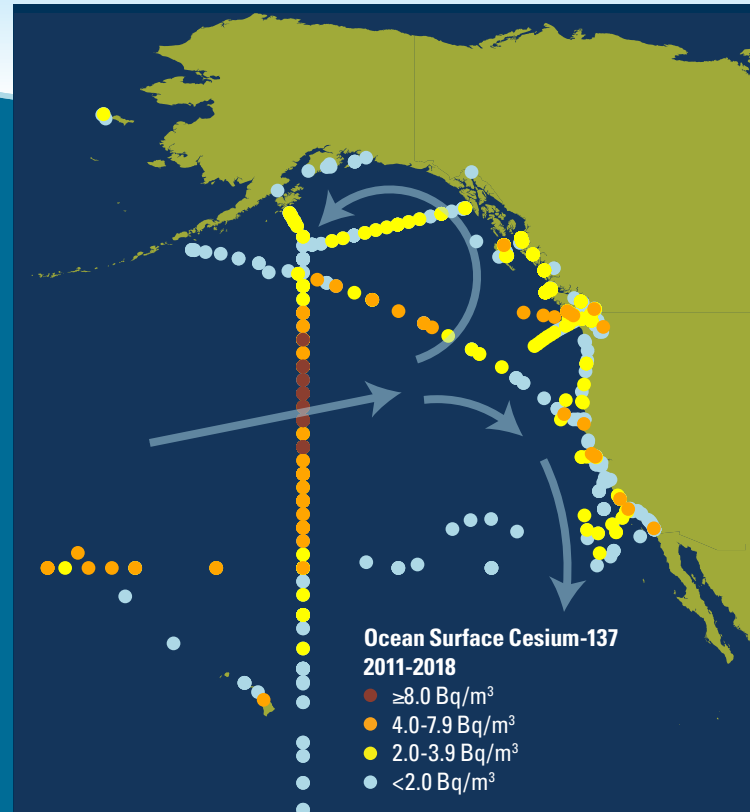 Ocean Surface Cesium-137
2011-2018
≥8.0 Bq/m³
4.0-7.9 Bq/m³
2.0-3.9 Bq/m³
<2.0 Bq/m³